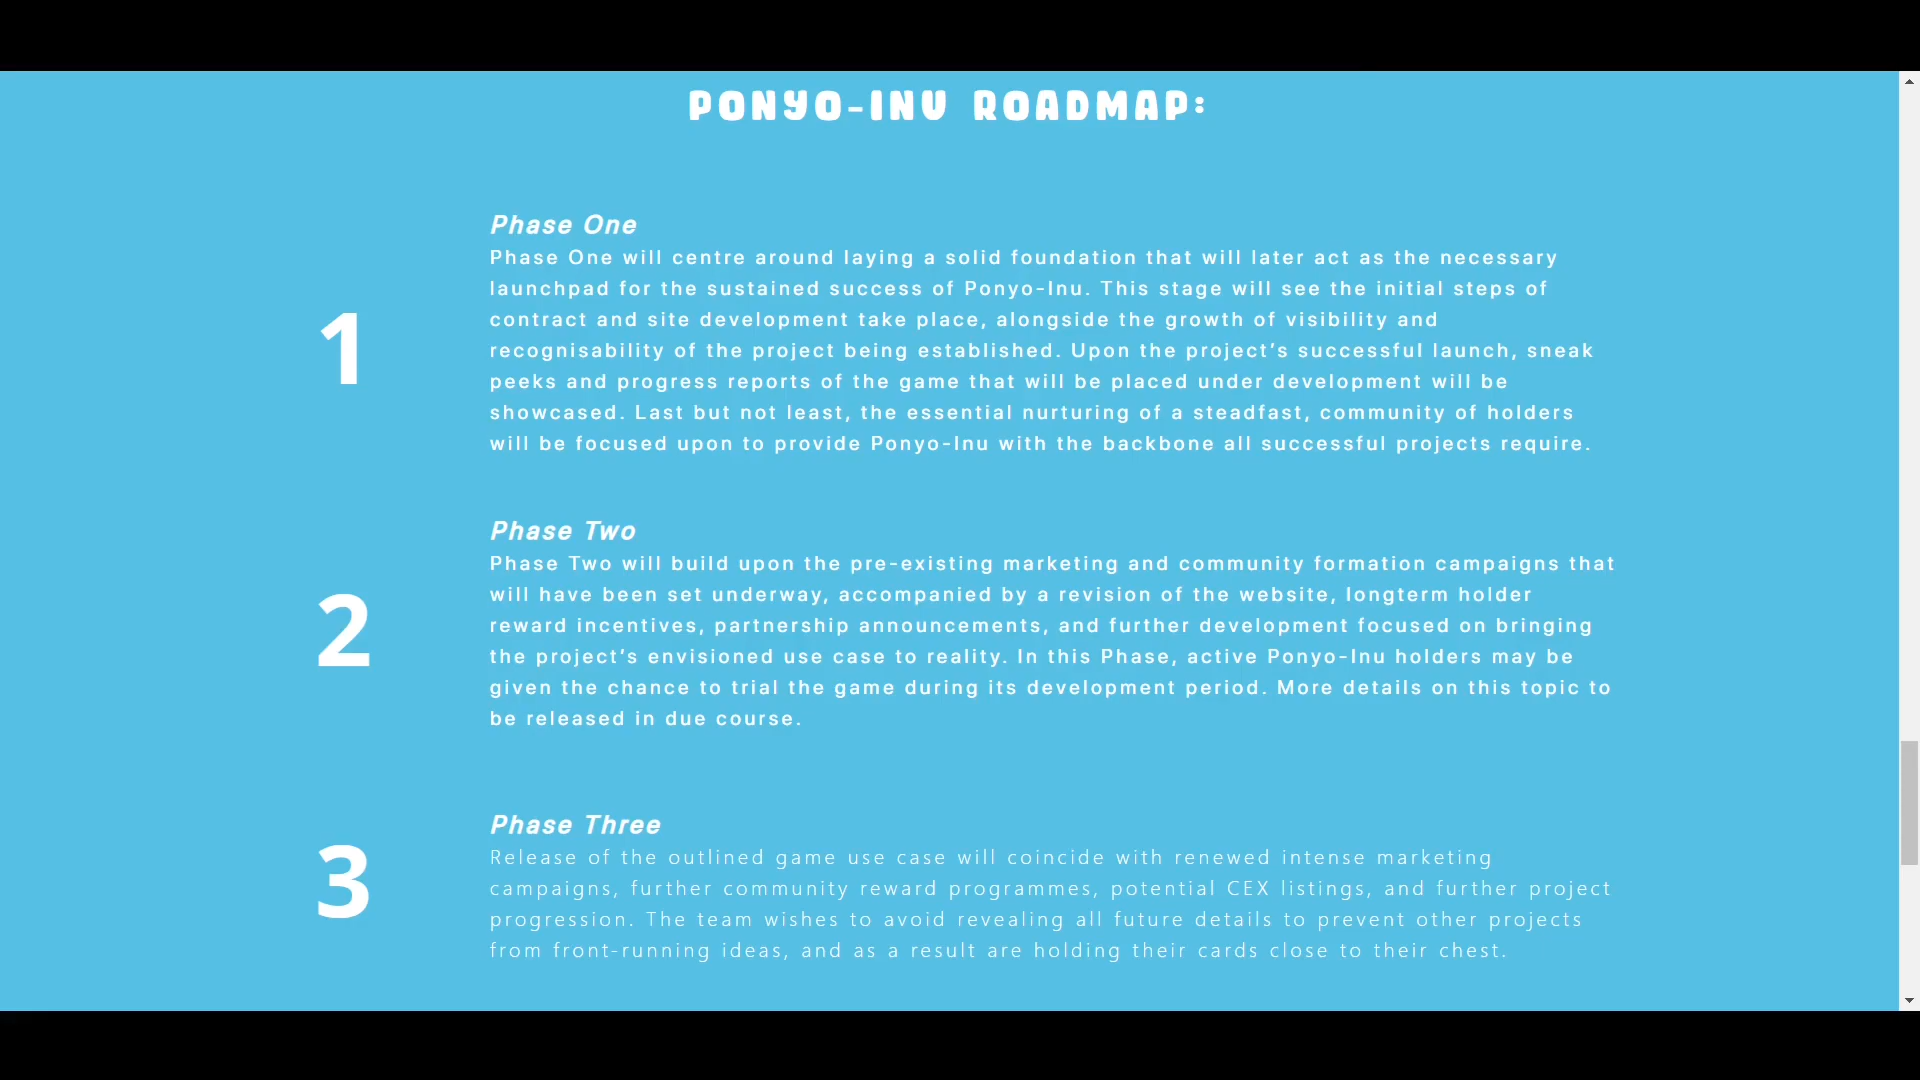 PONYO-INU ROADMAP:
1
Phase One
Phase One will centre around laying a solid foundation that will later act as the necessary
launchpad for the sustained success of Ponyo-Inu. This stage will see the initial steps of
contract and site development take place, alongside the growth of visibility and
recognisability of the project being established. Upon the project's successful launch, sneak
peeks and progress reports of the game that will be placed under development will be
showcased. Last but not least, the essential nurturing of a steadfast, community of holders
will be focused upon to provide Ponyo-Inu with the backbone all successful projects require.
2
Phase Two
Phase Two will build upon the pre-existing marketing and community formation campaigns that
will have been set underway, accompanied by a revision of the website, longterm holder
reward incentives, partnership announcements, and further development focused on bringing
the project's envisioned use case to reality. In this Phase, active Ponyo-Inu holders may be
given the chance to trial the game during its development period. More details on this topic to
be released in due course.
3
Phase Three
Release of the outlined game use case will coincide with renewed intense marketing
campaigns, further community reward programmes, potential CEX listings, and further project
progression. The team wishes to avoid revealing all future details to prevent other projects
from front-running ideas, and as a result are holding their cards close to their chest.